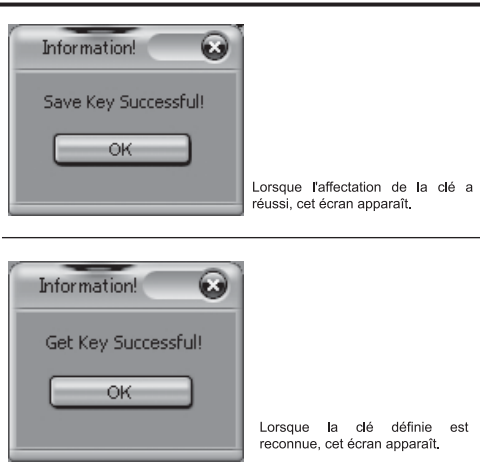 Information!
Save Key Successful!
OK
Lorsque l'affectation de la clé a
réussi, cet écran apparaît.
Information!
Get Key Successful!
OK
Lorsque la clé définie est
reconnue, cet écran apparaît.